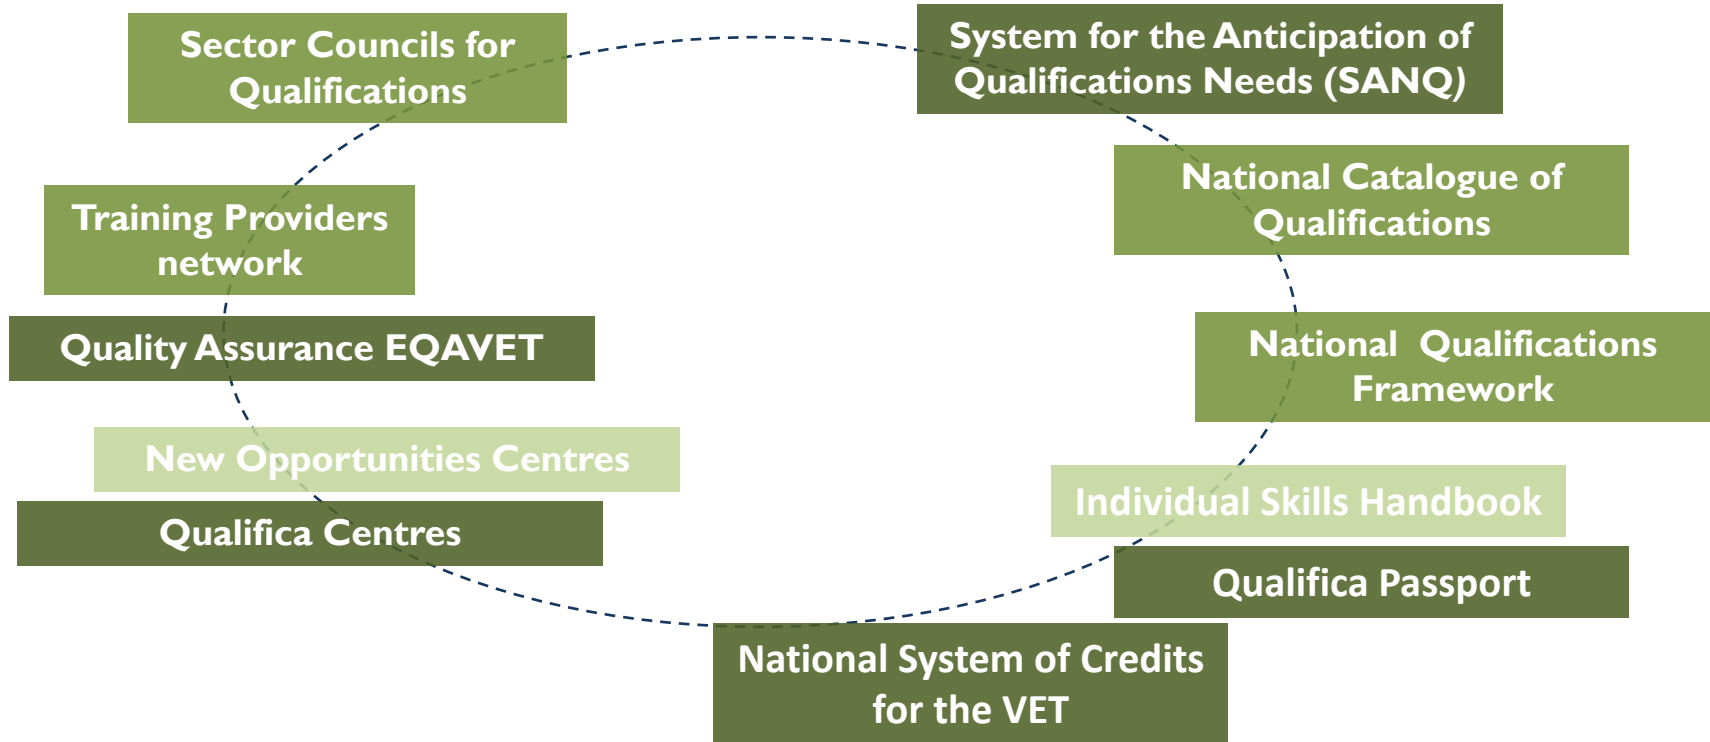 Sector Councils for
Qualifications
System for the Anticipation of
Qualifications Needs (SANQ)
National Catalogue of
Qualifications
Training Providers
network
Quality Assurance EQAVET
National Qualifications
Framework
New Opportunities Centres
Individual Skills Handbook
Qualifica Centres
Qualifica Passport
National System of Credits
for the VET